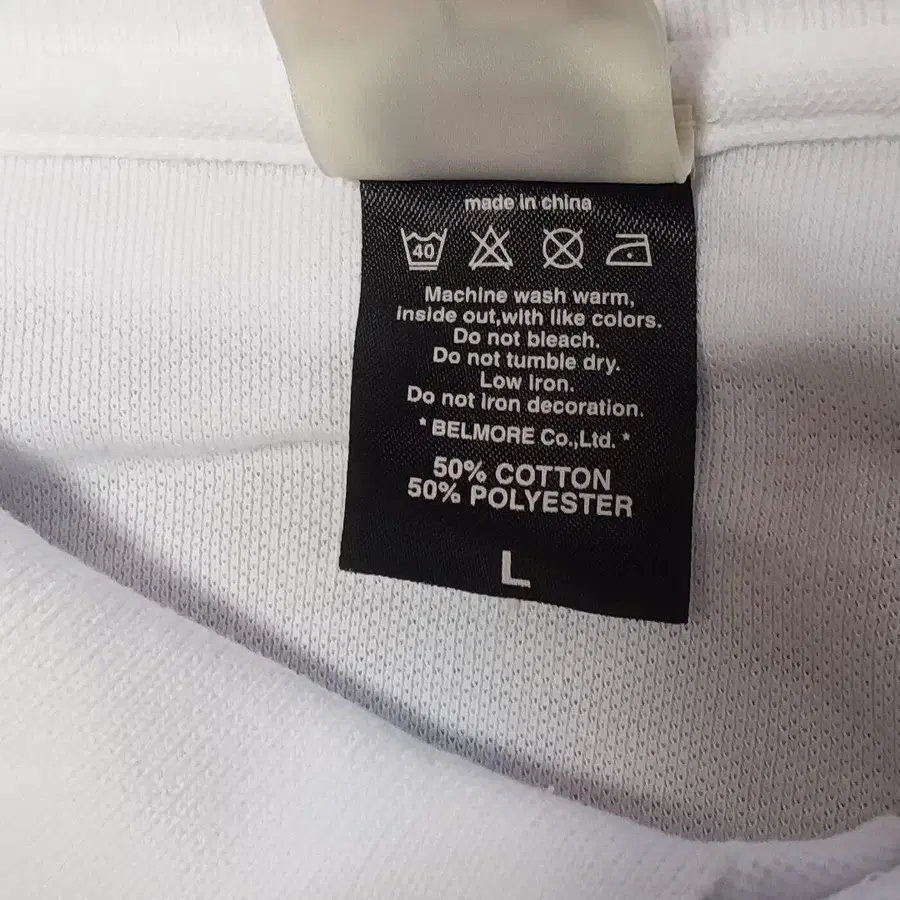 made in china
40
Machine wash warm,
inside out,with like colors.
Do not bleach.
Do not tumble dry.
Low iron.
Do not iron decoration.
* BELMORE Co.,Ltd. *
50% COTTON
50% POLYESTER
L